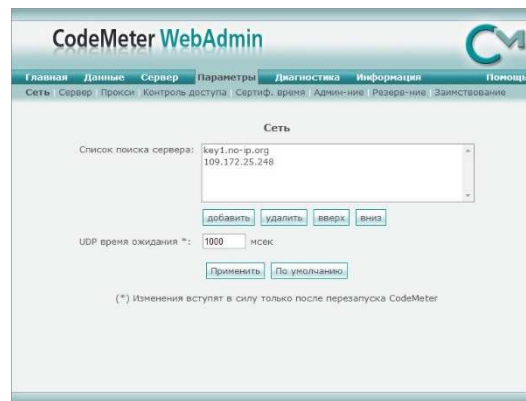 CodeMeter WebAdmin
Главная Данные Сервер Параметры Диагностика Информация Помощь
Сеть Сервер Прокси Контроль доступа Сертиф. время Админ-ние Резерв-ние Заимствование
Сеть
Список поиска сервера:
key1.no-ip.org
109.172.25.248
добавить удалить вверх вниз
UDP время ожидания *: 1000 мсек
Применить По умолчанию
(*) Изменения вступят в силу только после перезапуска CodeMeter